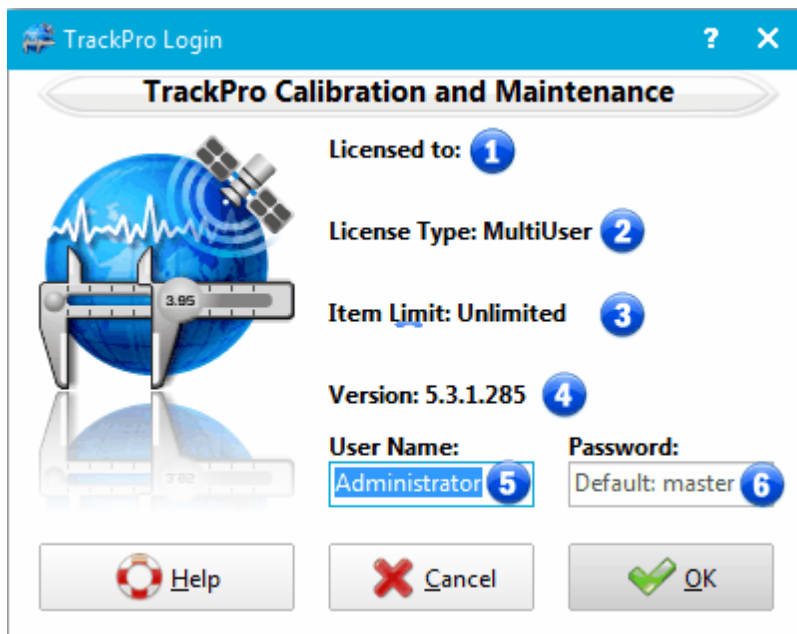 TrackPro Login ? X
TrackPro Calibration and Maintenance
Licensed to: 1
License Type: MultiUser 2
3.95
Item Limit: Unlimited 3
Version: 5.3.1.285 4
User Name: Password:
Administrator 5 Default: master 6
Help Cancel OK